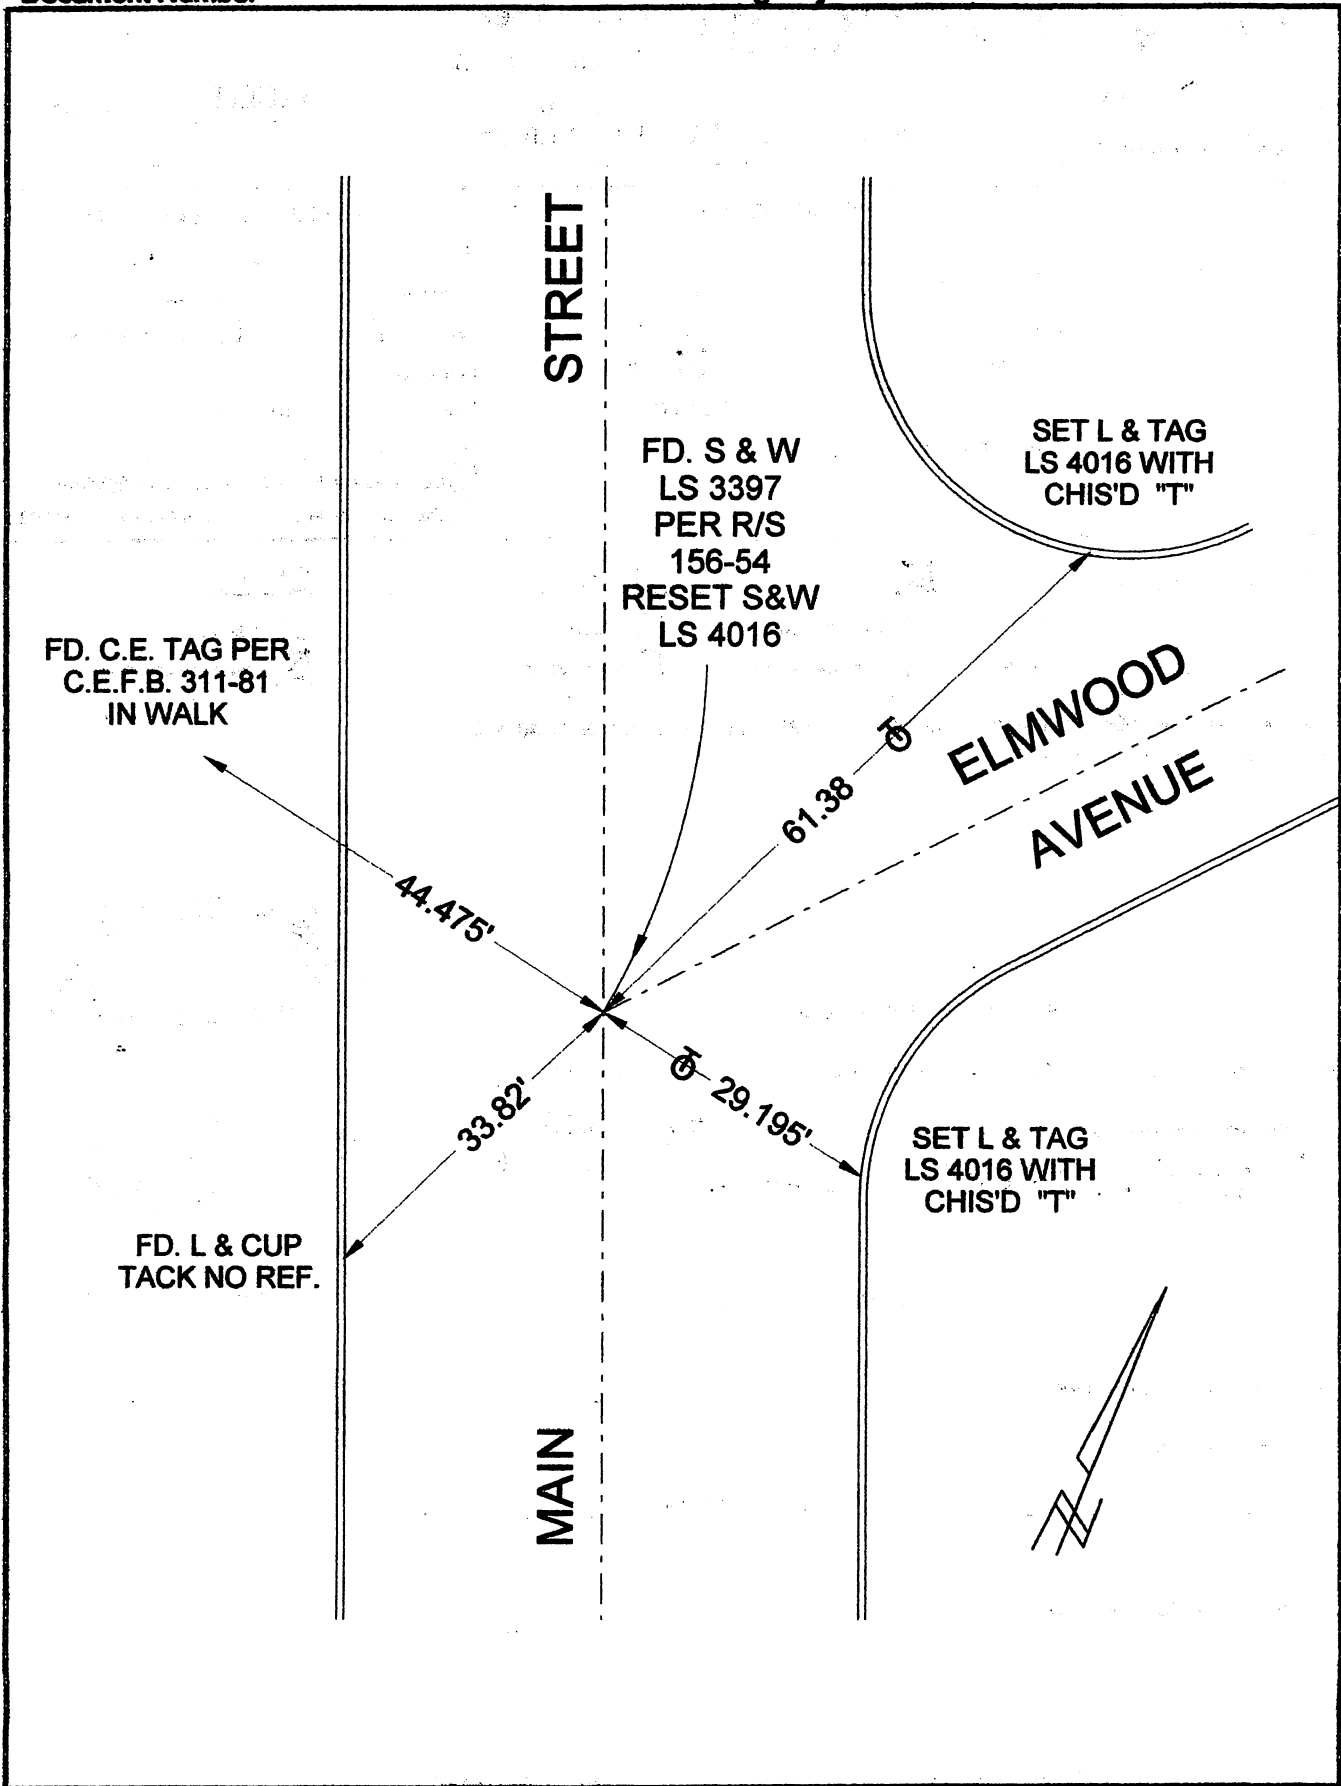 STREET
FD. S & W
LS 3397
PER R/S
156-54
RESET S&W
LS 4016
SET L & TAG
LS 4016 WITH
CHIS'D "T"
FD. C.E. TAG PER
C.E.F.B. 311-81
IN WALK
ELMWOOD
AVENUE
61.38
44.475'
33.82'
29.195'
SET L & TAG
LS 4016 WITH
CHIS'D "T"
FD. L & CUP
TACK NO REF.
MAIN
N